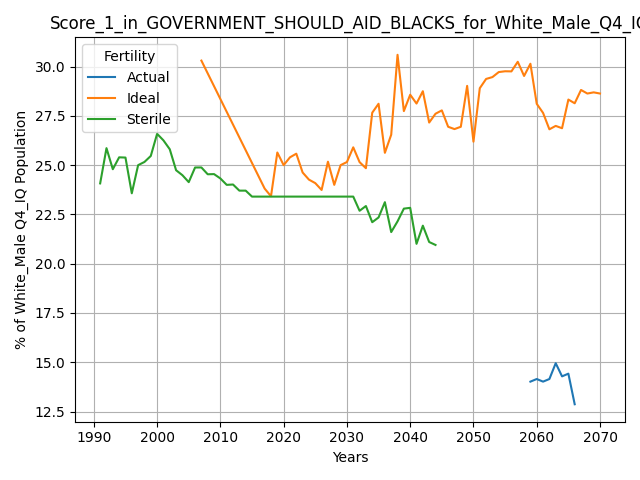 Score_1_in_GOVERNMENT_SHOULD_AID_BLACKS_for_White_Male_Q4_IQ
Fertility
Actual
Ideal
Sterile
% of White_Male Q4_IQ Population
30.0
27.5
25.0
22.5
20.0
17.5
15.0
12.5
1990 2000 2010 2020 2030 2040 2050 2060 2070
Years